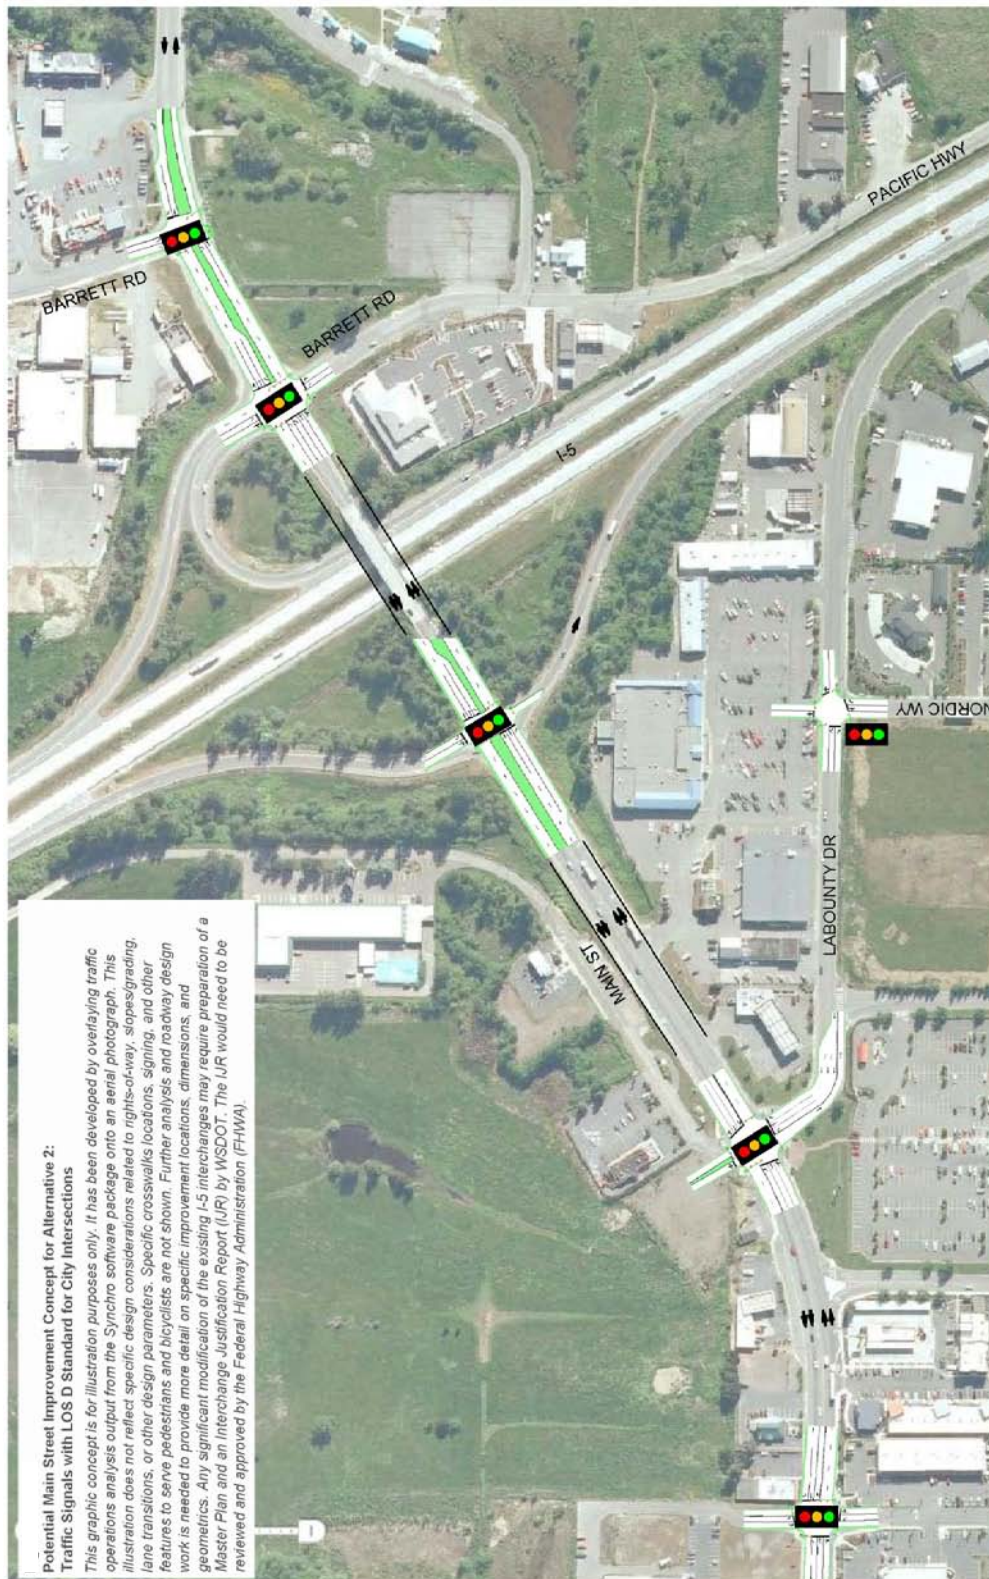 Potential Main Street Improvement Concept for Alternative 2:
Traffic Signals with LOS D Standard for City Intersections
This graphic concept is for illustration purposes only. It has been developed by overlaying traffic
operations analysis output from the Synchro software package onto an aerial photograph. This
illustration does not reflect specific design considerations related to rights-of-way, slopes/grading,
lane transitions, or other design parameters. Specific crosswalks locations, signing, and other
features to serve pedestrians and bicyclists are not shown. Further analysis and roadway design
work is needed to provide more detail on specific improvement locations, dimensions, and
geometrics. Any significant modification of the existing I-5 interchanges may require preparation of a
Master Plan and an Interchange Justification Report (IJR) by WSDOT. The IJR would need to be
reviewed and approved by the Federal Highway Administration (FHWA).
BARRETT RD
BARRETT RD
PACIFIC HWY
I-5
MAIN ST
LABOUNTY DR
NORDIC WY